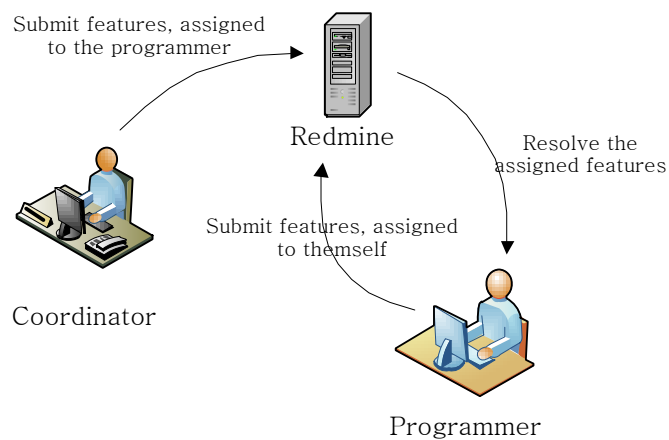 Submit features, assigned
to the programmer
Redmine
Resolve the
assigned features
Submit features, assigned
to themself
Coordinator
Programmer